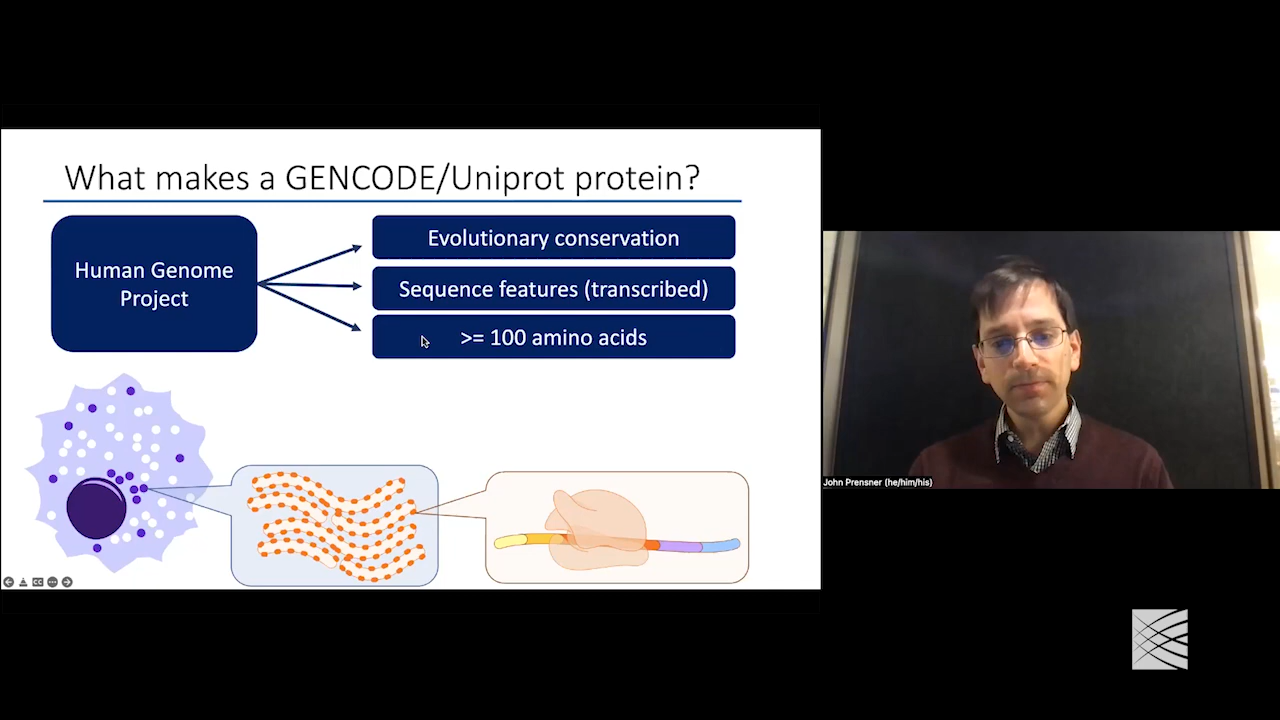 What makes a GENCODE/Uniprot protein?
Human Genome
Project
Evolutionary conservation
Sequence features (transcribed)
>= 100 amino acids
CC
John Prensner (he/him/his)